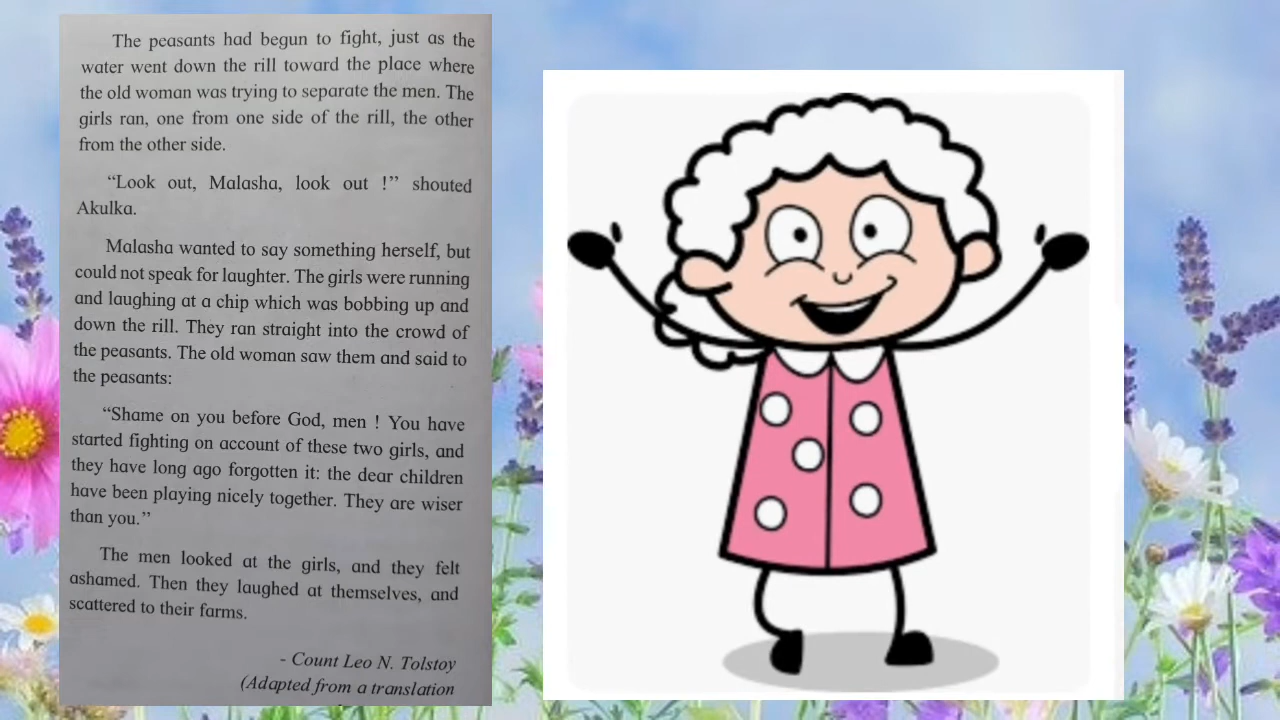 The peasants had begun to fight, just as the
water went down the rill toward the place where
the old woman was trying to separate the men. The
girls ran, one from one side of the rill, the other
from the other side.
“Look out, Malasha, look out !” shouted
Akulka.
Malasha wanted to say something herself, but
could not speak for laughter. The girls were running
and laughing at a chip which was bobbing up and
down the rill. They ran straight into the crowd of
the peasants. The old woman saw them and said to
the peasants:
“Shame on you before God, men ! You have
started fighting on account of these two girls, and
they have long ago forgotten it: the dear children
have been playing nicely together. They are wiser
than you.”
The men looked at the girls, and they felt
ashamed. Then they laughed at themselves, and
scattered to their farms.
- Count Leo N. Tolstoy
(Adapted from a translation